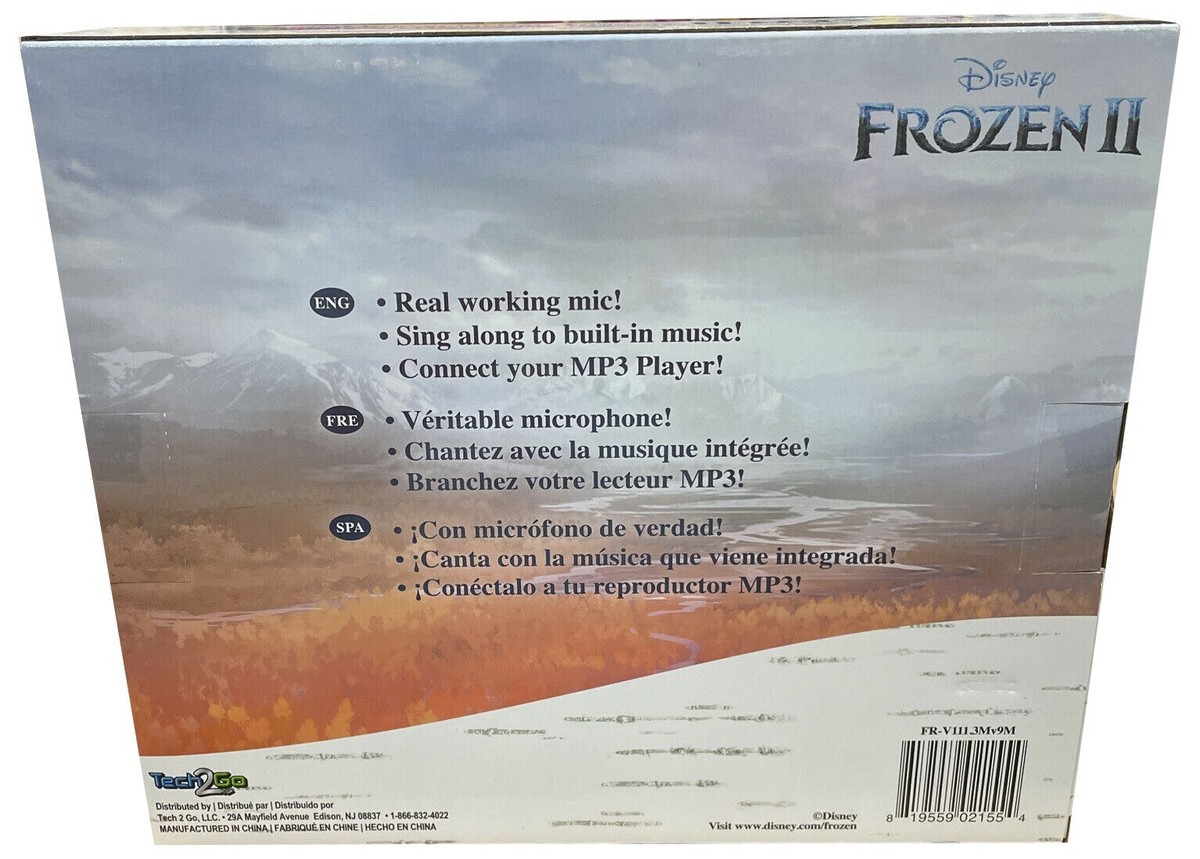 Disney
FROZEN II
ENG • Real working mic!
• Sing along to built-in music!
• Connect your MP3 Player!
FRE • Véritable microphone!
• Chantez avec la musique intégrée!
• Branchez votre lecteur MP3!
SPA • ¡Con micrófono de verdad!
• ¡Canta con la música que viene integrada!
• ¡Conéctalo a tu reproductor MP3!
Tech2Go
Distributed by | Distribué par | Distribuido por
Tech 2 Go, LLC. • 29A Mayfield Avenue Edison, NJ 08837 • 1-866-832-4022
MANUFACTURED IN CHINA | FABRIQUÉ EN CHINE | HECHO EN CHINA
©Disney
Visit www.disney.com/frozen
FR-V111.3Mv9M
8 19559 02155 4